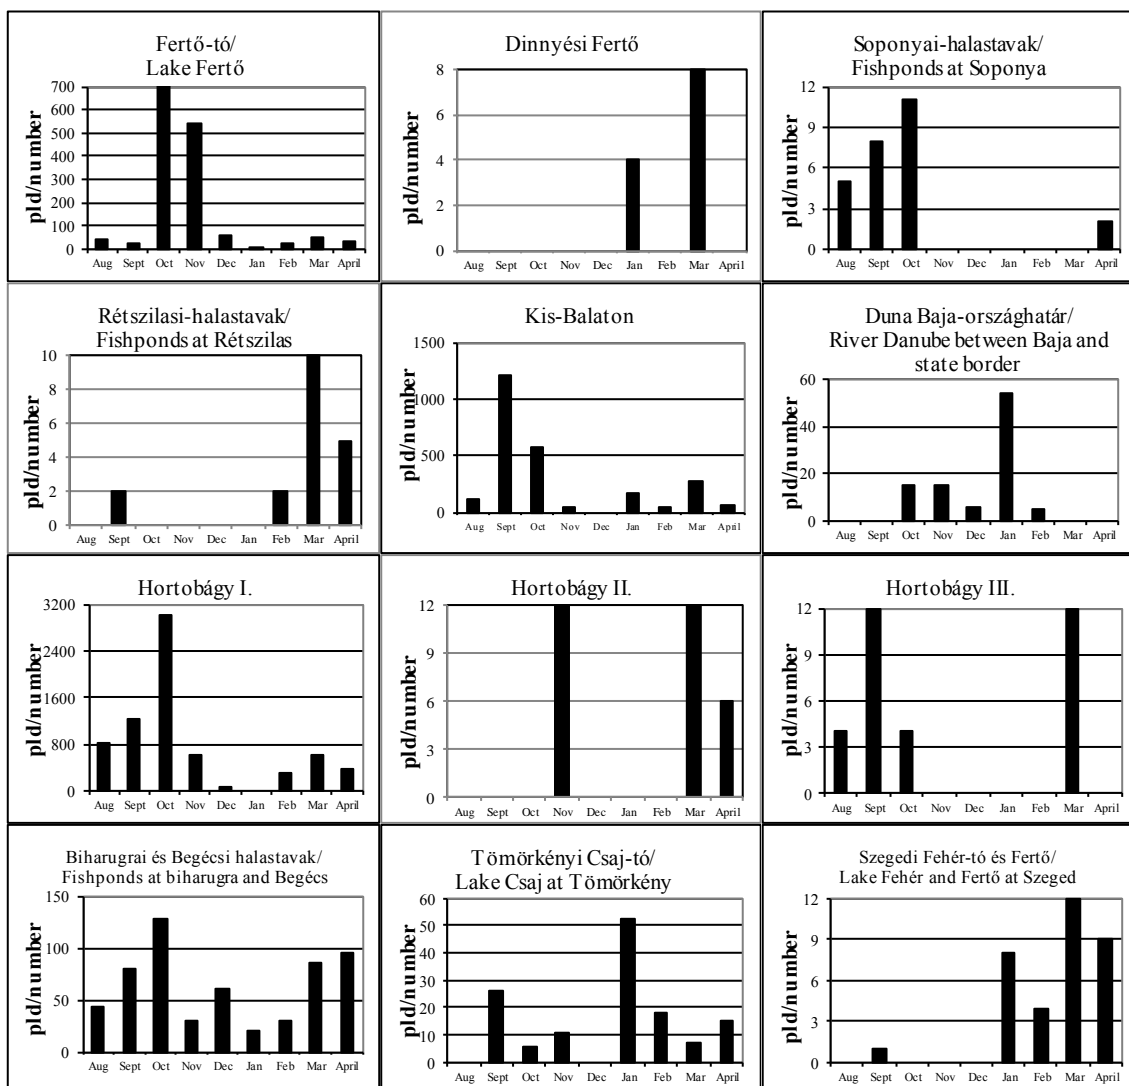 Fertő-tó/
Lake Fertő
pld/number
700
600
500
400
300
200
100
0
Aug Sept Oct Nov Dec Jan Feb Mar April
Dinnyési Fertő
pld/number
8
6
4
2
0
Aug Sept Oct Nov Dec Jan Feb Mar April
Soponyai-halastavak/
Fishponds at Soponya
pld/number
12
9
6
3
0
Aug Sept Oct Nov Dec Jan Feb Mar April
Rétszilasi-halastavak/
Fishponds at Rétszilas
pld/number
10
8
6
4
2
0
Aug Sept Oct Nov Dec Jan Feb Mar April
Kis-Balaton
pld/number
1500
1000
500
0
Aug Sept Oct Nov Dec Jan Feb Mar April
Duna Baja-országhatár/
River Danube between Baja and
state border
pld/number
60
40
20
0
Aug Sept Oct Nov Dec Jan Feb Mar April
Hortobágy I.
pld/number
3200
2400
1600
800
0
Aug Sept Oct Nov Dec Jan Feb Mar April
Hortobágy II.
pld/number
12
9
6
3
0
Aug Sept Oct Nov Dec Jan Feb Mar April
Hortobágy III.
pld/number
12
9
6
3
0
Aug Sept Oct Nov Dec Jan Feb Mar April
Biharugrai és Begécsi halastavak/
Fishponds at biharugra and Begécs
pld/number
150
100
50
0
Aug Sept Oct Nov Dec Jan Feb Mar April
Tömörkényi Csaj-tó/
Lake Csaj at Tömörkény
pld/number
60
50
40
30
20
10
0
Aug Sept Oct Nov Dec Jan Feb Mar April
Szegedi Fehér-tó és Fertő/
Lake Fehér and Fertő at Szeged
pld/number
12
9
6
3
0
Aug Sept Oct Nov Dec Jan Feb Mar April